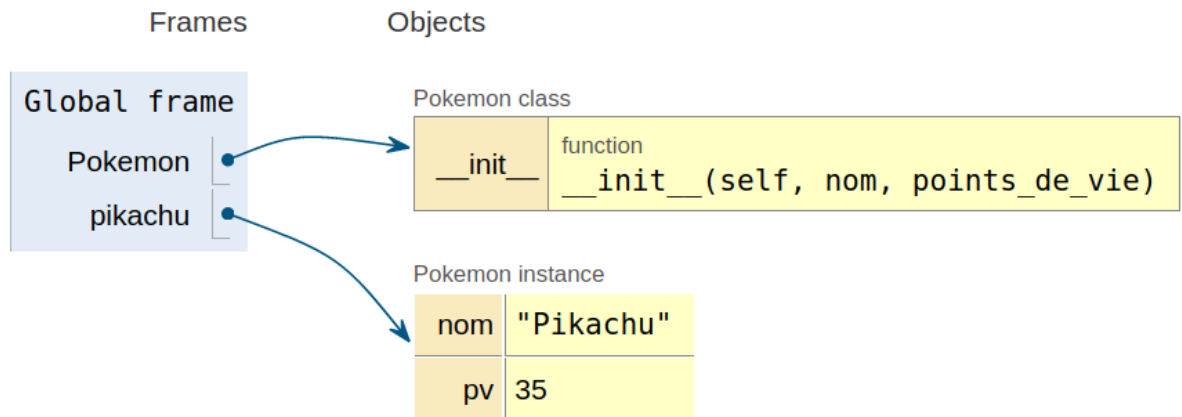 Frames Objects
Global frame
Pokemon
pikachu
Pokemon class
__init__
function
__init__(self, nom, points_de_vie)
Pokemon instance
nom "Pikachu"
pv 35